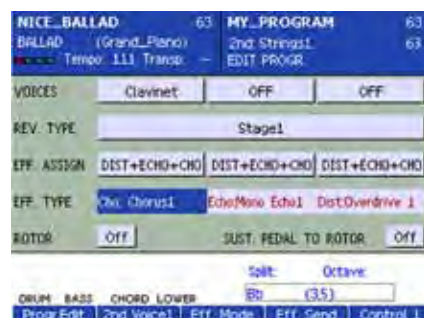 NICE_BALLAD 63 MY_PROGRAM 63
BALLAD (Grand_Piano) 2nd: Strings1 63
Tempo: 111 Transp: - EDIT PROGR.
VOICES Clavinet OFF OFF
REV. TYPE Stage1
EFF. ASSIGN DIST+ECHO+CHO DIST+ECHO+CHO DIST+ECHO+CHO
EFF. TYPE Cho: Chorus1 Echo:Mono Echo1 Dist:Overdrive 1
ROTOR Off SUST. PEDAL TO ROTOR Off
Split: Octave:
DRUM BASS CHORD LOWER Bb (3.5)
Progr.Edit 2nd Voice1 Eff. Mode Eff. Send Control 1